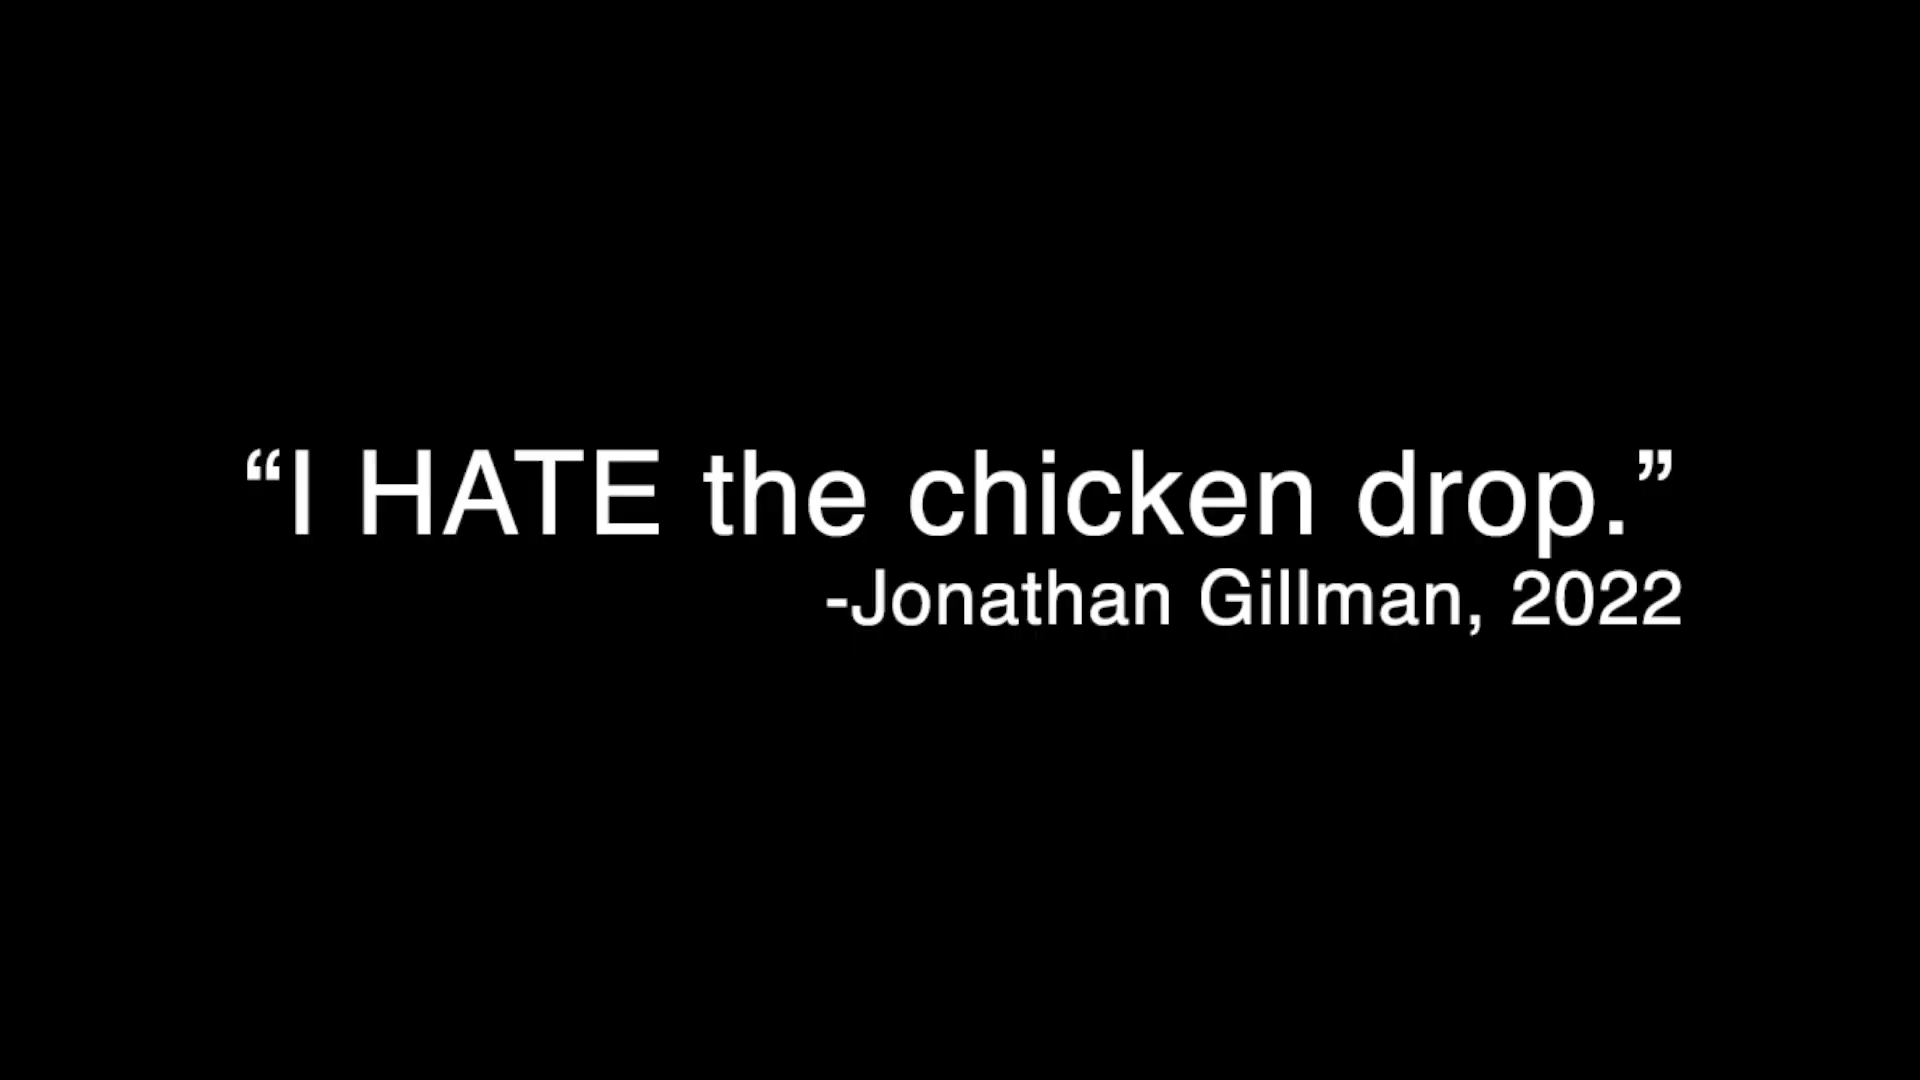 “I HATE the chicken drop.”
-Jonathan Gillman, 2022